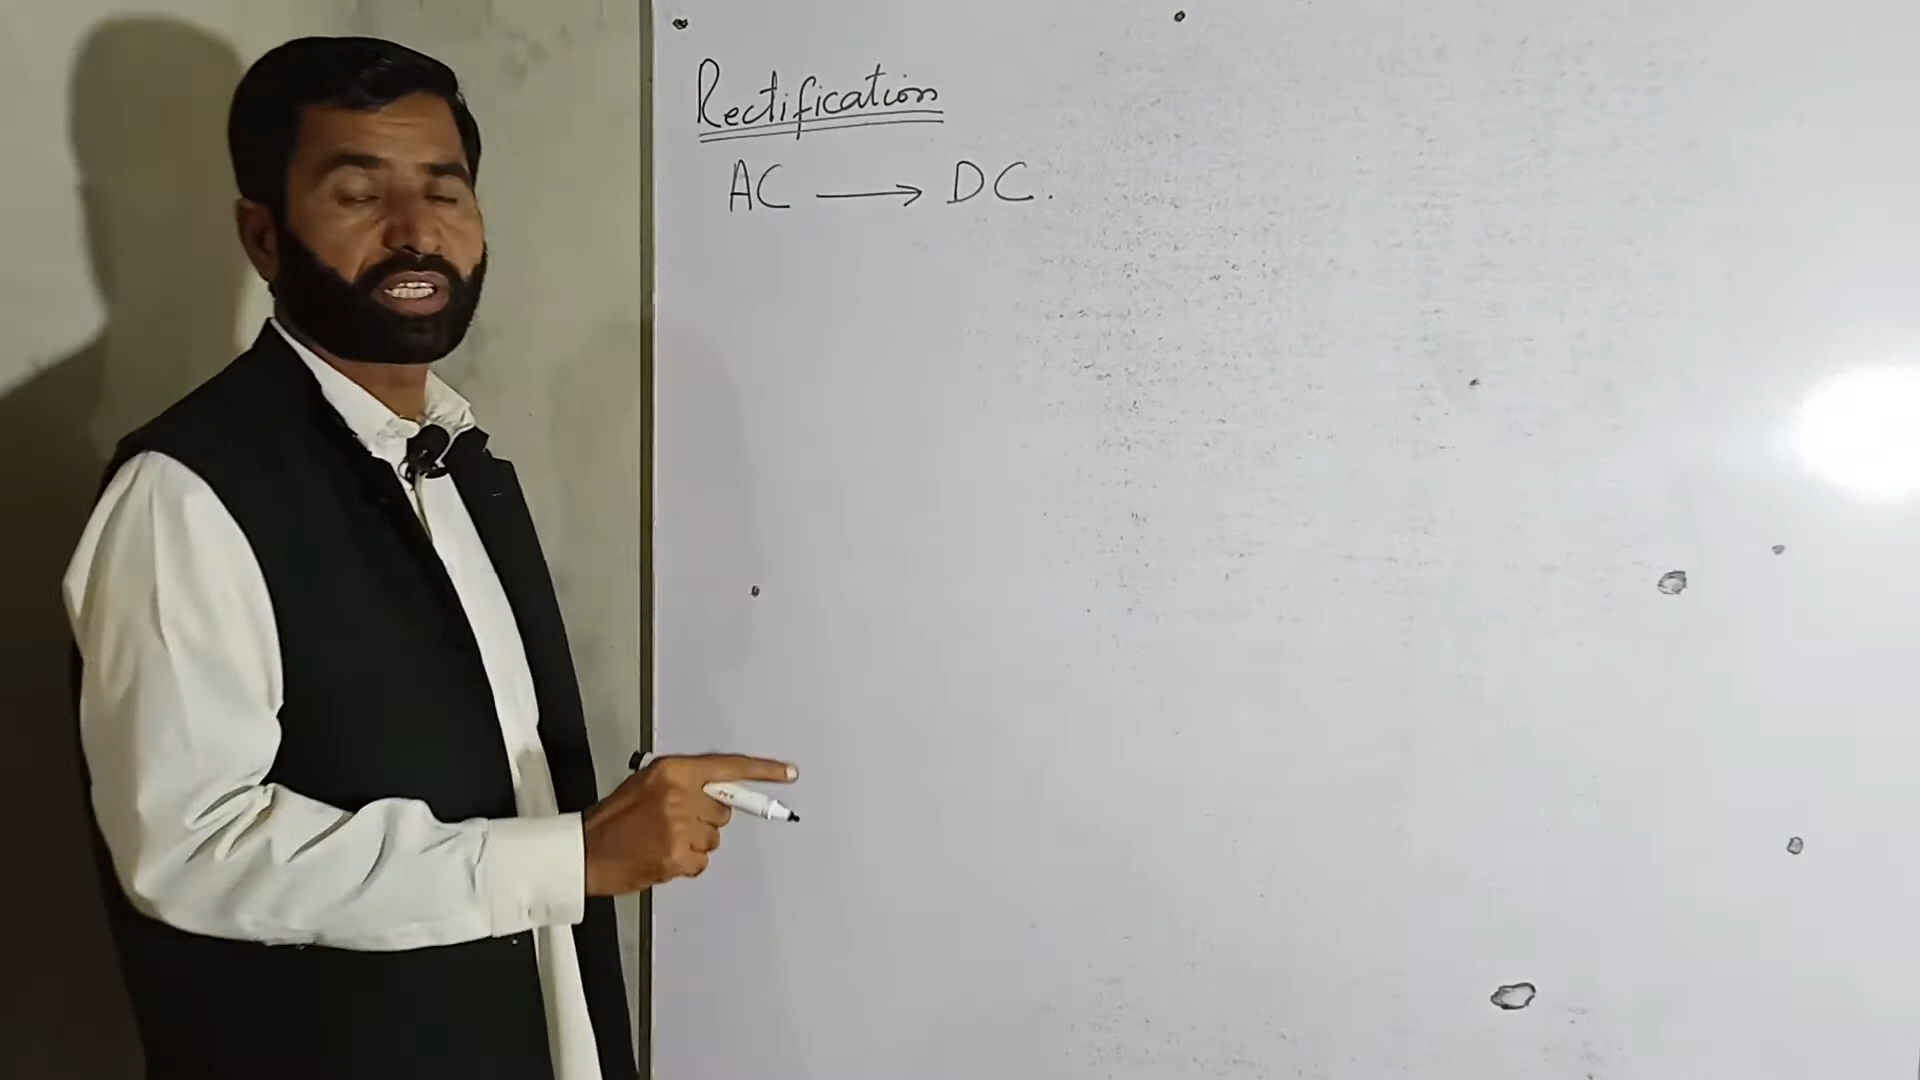 Rectification
AC → DC.